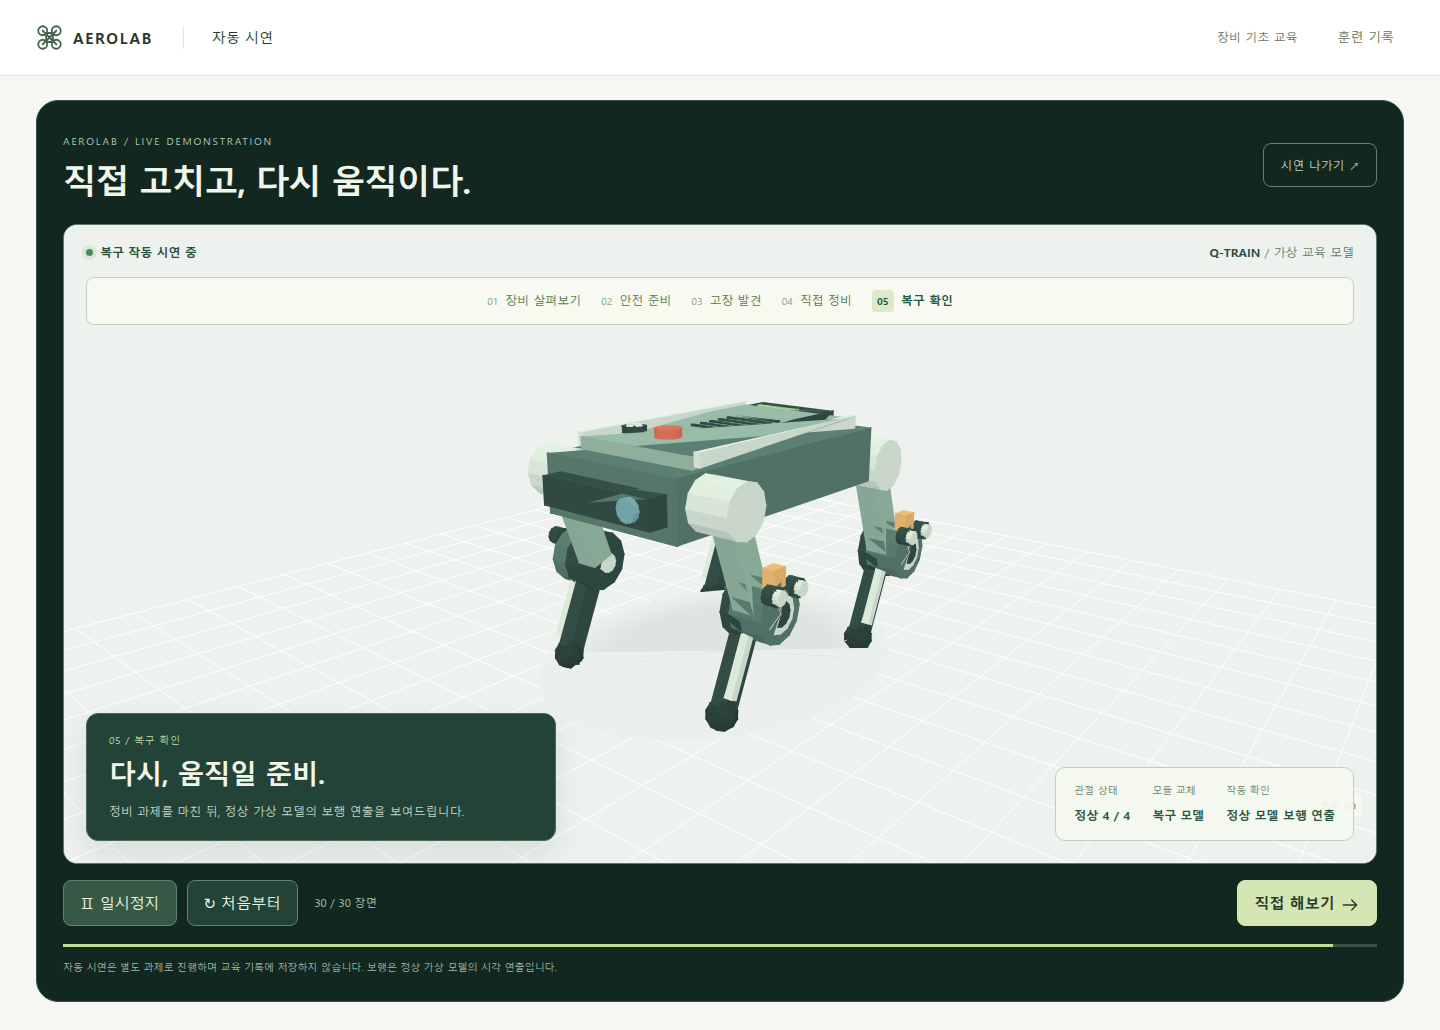 AEROLAB
자동 시연
장비 기초 교육
훈련 기록
AEROLAB / LIVE DEMONSTRATION
직접 고치고, 다시 움직이다.
시연 나가기 ↗
복구 작동 시연 중
Q-TRAIN / 가상 교육 모델
01 장비 살펴보기 02 안전 준비 03 고장 발견 04 직접 정비 05 복구 확인
05 / 복구 확인
다시, 움직일 준비.
정비 과제를 마친 뒤, 정상 가상 모델의 보행 연출을 보여드립니다.
관절 상태 모듈 교체 작동 확인
정상 4 / 4 복구 모델 정상 모델 보행 연출
일시정지
↻ 처음부터
30 / 30 장면
직접 해보기 →
자동 시연은 별도 과제로 진행하며 교육 기록에 저장하지 않습니다. 보행은 정상 가상 모델의 시각 연출입니다.